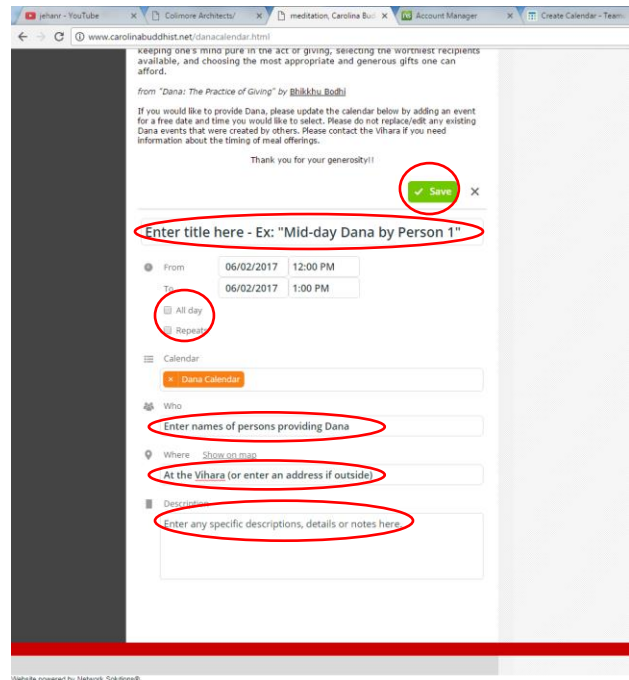 jehanr - YouTube
Colimore Architects/
meditation, Carolina Bud
Account Manager
Create Calendar - Team
www.carolinabuddhist.net/danacalendar.html
keeping one's mind pure in the act of giving, selecting the worthiest recipients
available, and choosing the most appropriate and generous gifts one can
afford.
from "Dana: The Practice of Giving" by Bhikkhu Bodhi
If you would like to provide Dana, please update the calendar below by adding an event
for a free date and time you would like to select. Please do not replace/edit any existing
Dana events that were created by others. Please contact the Vihara if you need
information about the timing of meal offerings.
Thank you for your generosity!!
Save
Enter title here - Ex: "Mid-day Dana by Person 1"
From 06/02/2017 12:00 PM
To 06/02/2017 1:00 PM
All day
Repeats
Calendar
× Dana Calendar
Who
Enter names of persons providing Dana
Where Show on map
At the Vihara (or enter an address if outside)
Description
Enter any specific descriptions, details or notes here.
Website powered by Network Solutions®